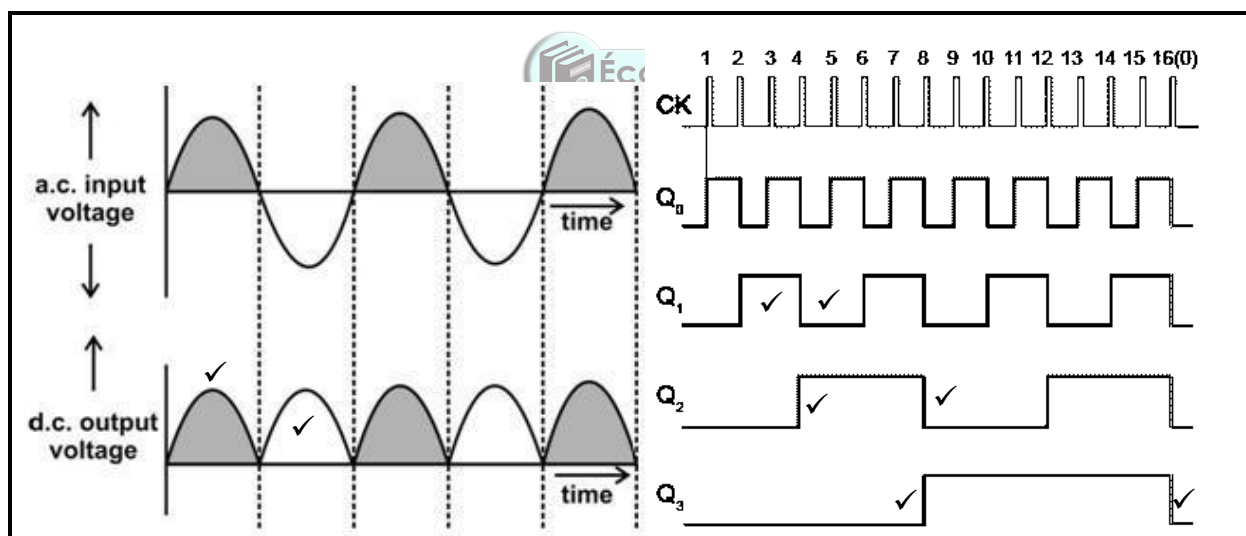 Éco
a.c. input
voltage
time
d.c. output
voltage
time
1 2 3 4 5 6 7 8 9 10 11 12 13 14 15 16(0)
CK
Q0
Q1
Q2
Q3